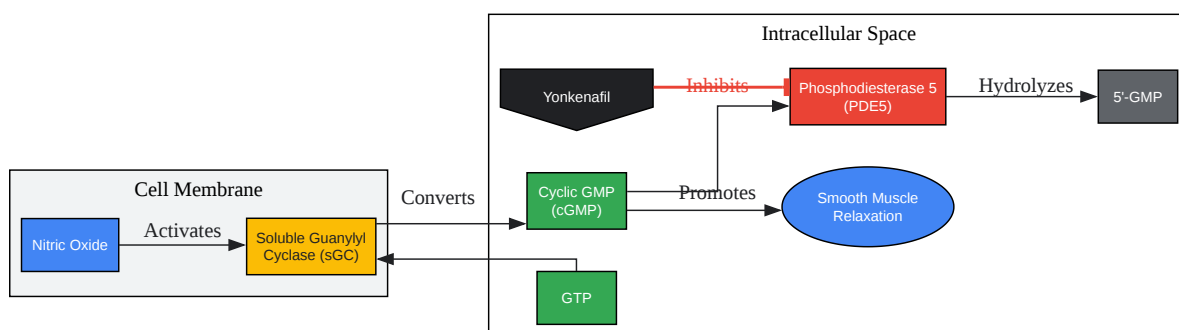 Intracellular Space
Yonkenafil
Inhibits
Phosphodiesterase 5
(PDE5)
Hydrolyzes
5'-GMP
Cell Membrane
Nitric Oxide
Activates
Soluble Guanylyl
Cyclase (sGC)
Converts
Cyclic GMP
(cGMP)
Promotes
Smooth Muscle
Relaxation
GTP